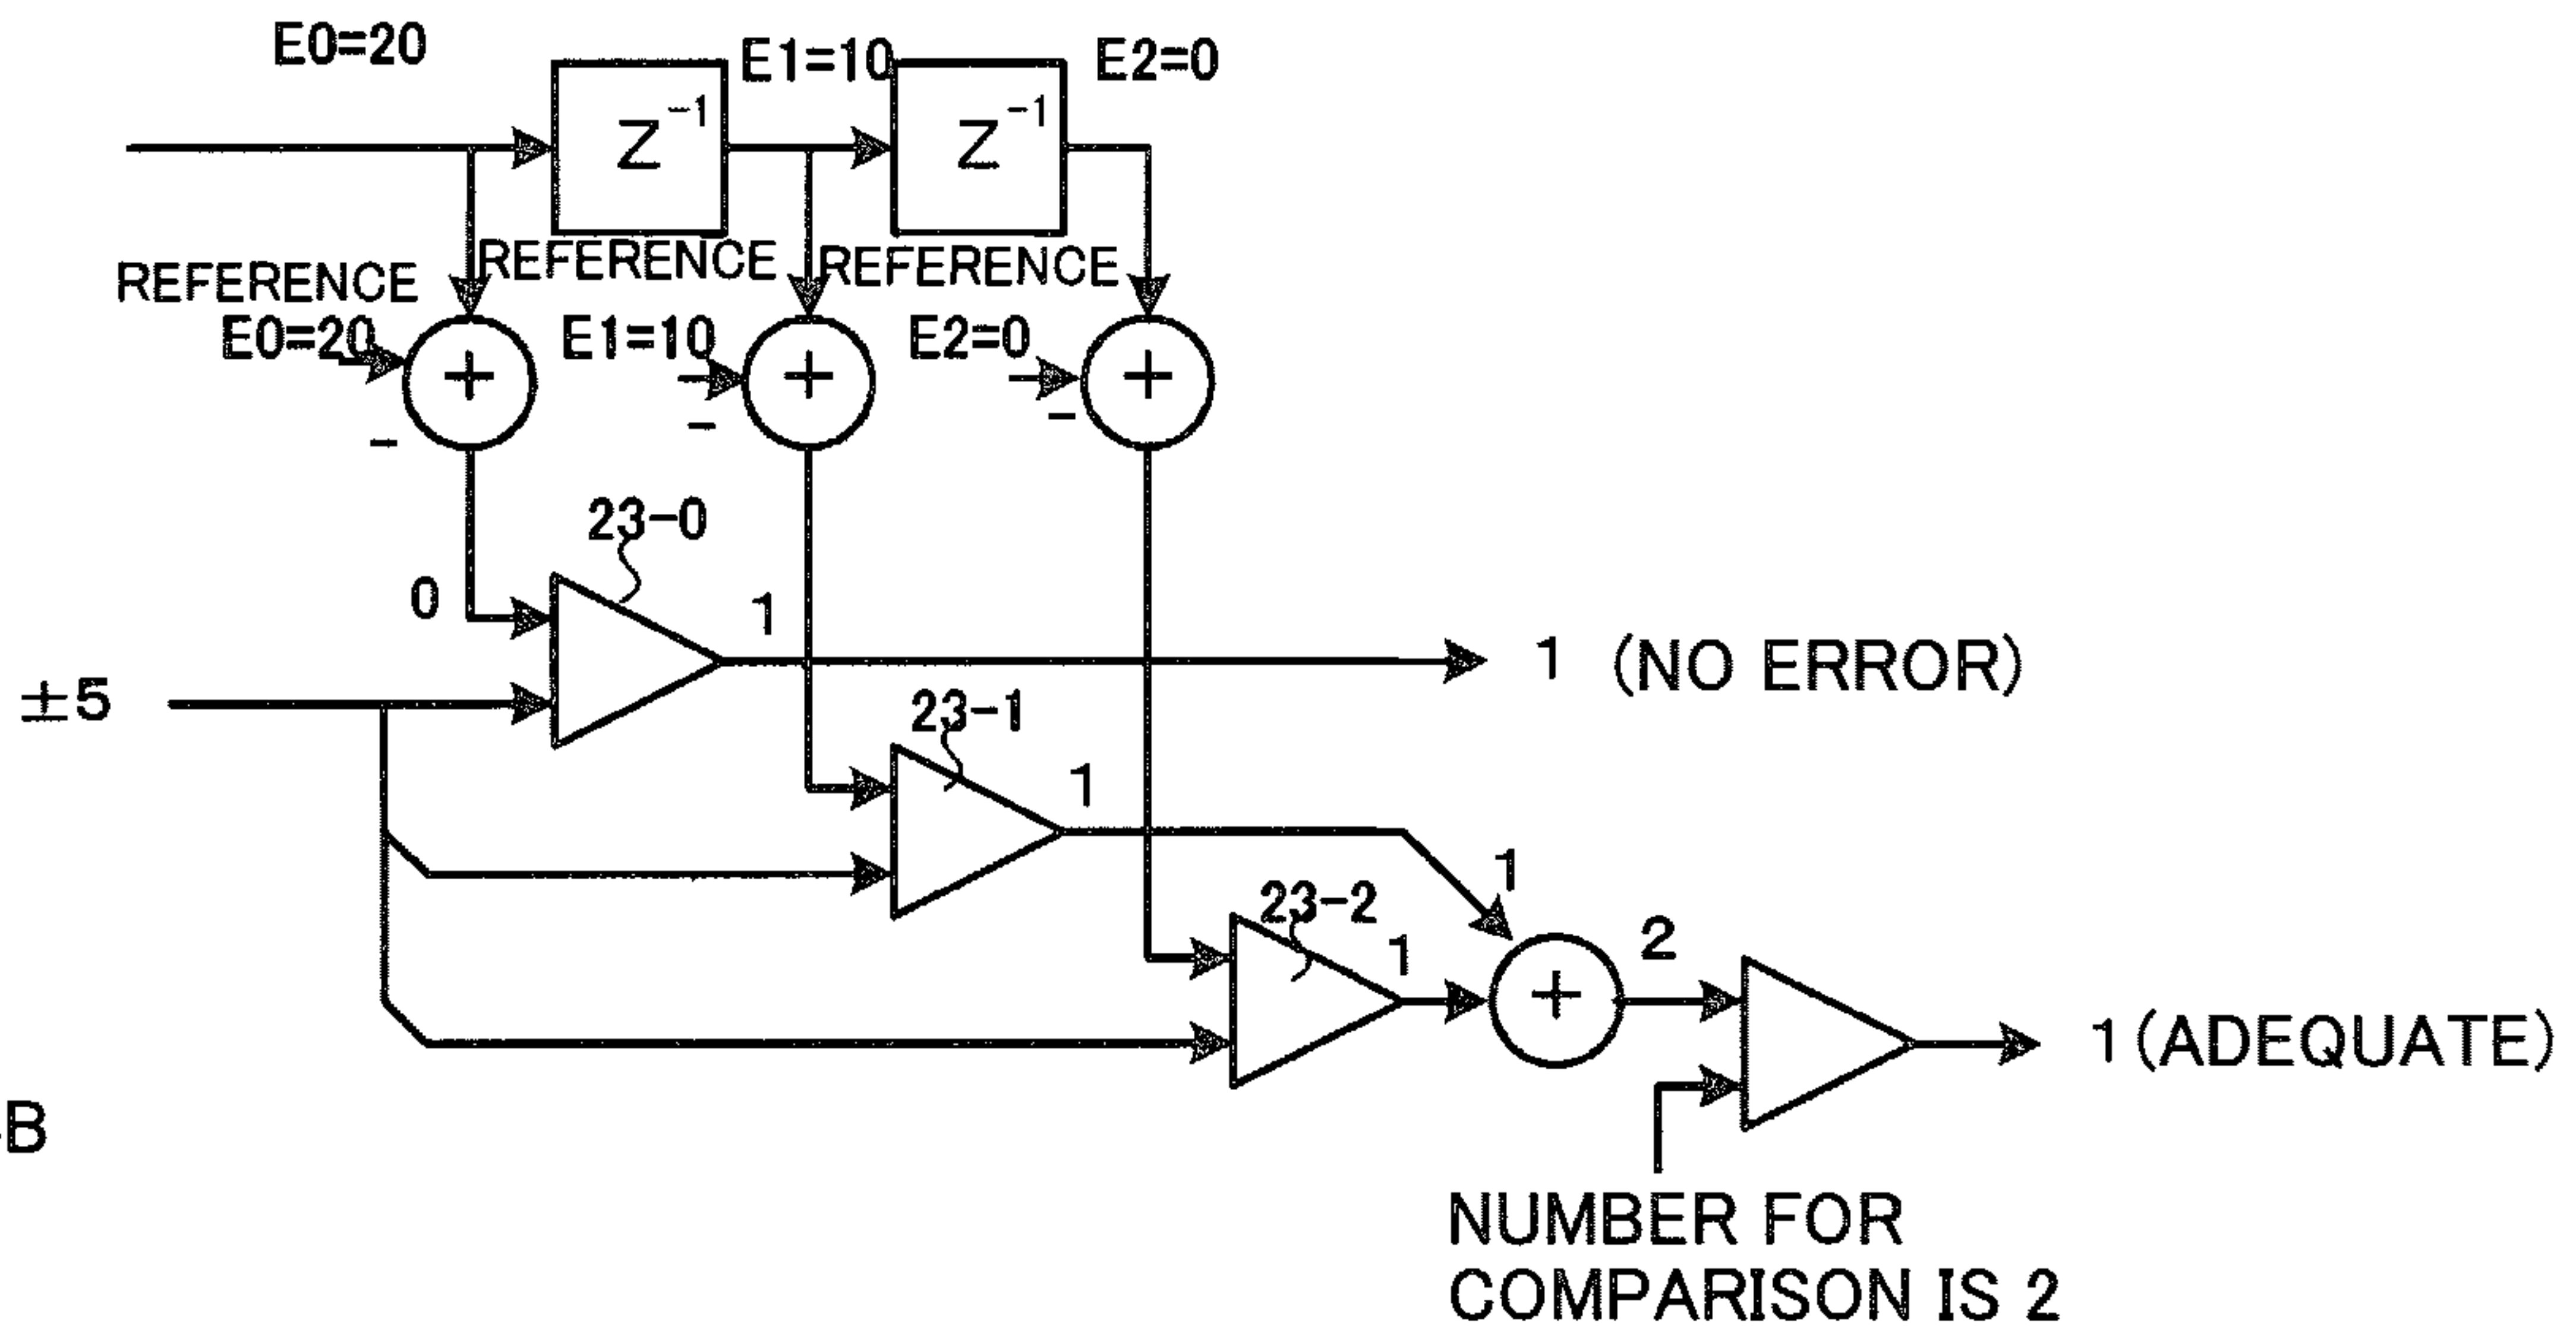 E0=20
E1=10
E2=0
Z⁻¹
Z⁻¹
REFERENCE
REFERENCE
REFERENCE
E0=20
E1=10
E2=0
+
+
+
-
-
-
23-0
0
1
1 (NO ERROR)
±5
23-1
1
1
23-2
1
2
+
1 (ADEQUATE)
B
NUMBER FOR
COMPARISON IS 2